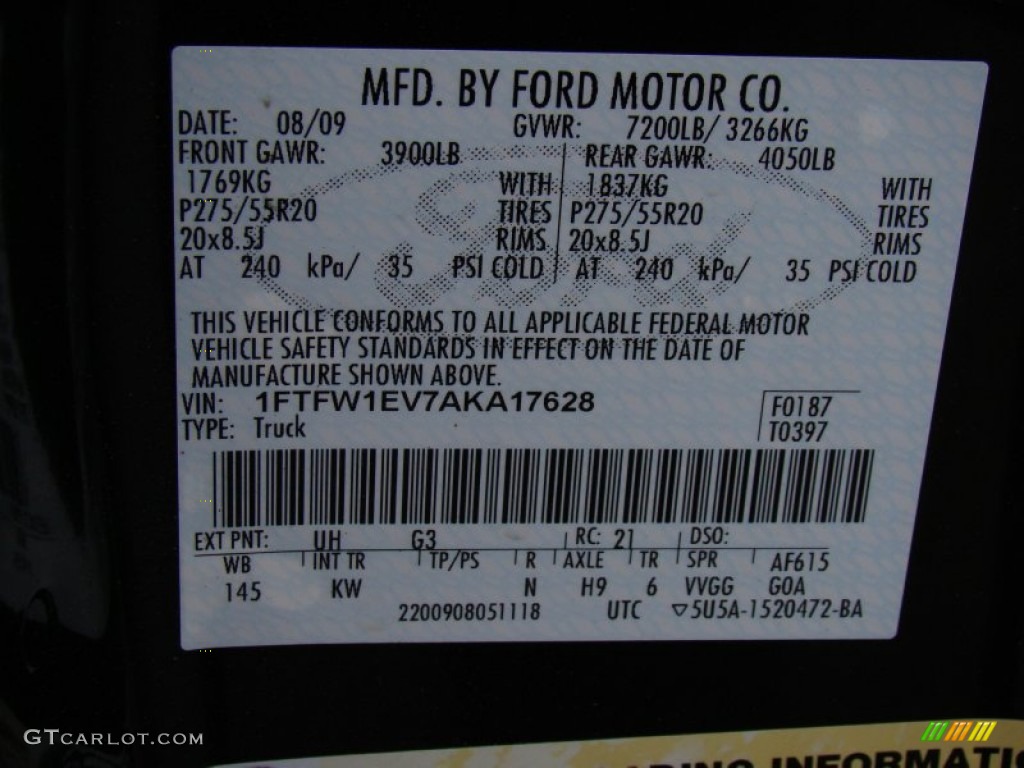 MFD. BY FORD MOTOR CO.
DATE: 08/09 GVWR: 7200LB/ 3266KG
FRONT GAWR: 3900LB REAR GAWR: 4050LB
1769KG WITH 1837KG WITH
P275/55R20 TIRES P275/55R20 TIRES
20x8.5J RIMS 20x8.5J RIMS
AT 240 kPa/ 35 PSI COLD AT 240 kPa/ 35 PSI COLD
THIS VEHICLE CONFORMS TO ALL APPLICABLE FEDERAL MOTOR
VEHICLE SAFETY STANDARDS IN EFFECT ON THE DATE OF
MANUFACTURE SHOWN ABOVE.
VIN: 1FTFW1EV7AKA17628 F0187
TYPE: Truck T0397
EXT PNT: UH G3 RC: 21 DSO:
WB INT TR TP/PS R AXLE TR SPR AF615
145 KW N H9 6 VVGG GOA
2200908051118 UTC ▽5U5A-1520472-BA
GTCARLOT.COM
INFORMATIO